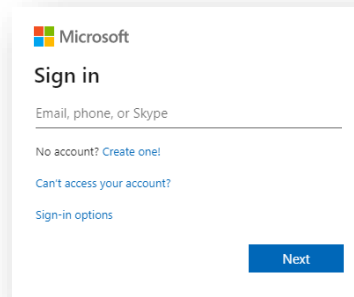 Microsoft
Sign in
Email, phone, or Skype
No account? Create one!
Can't access your account?
Sign-in options
Next